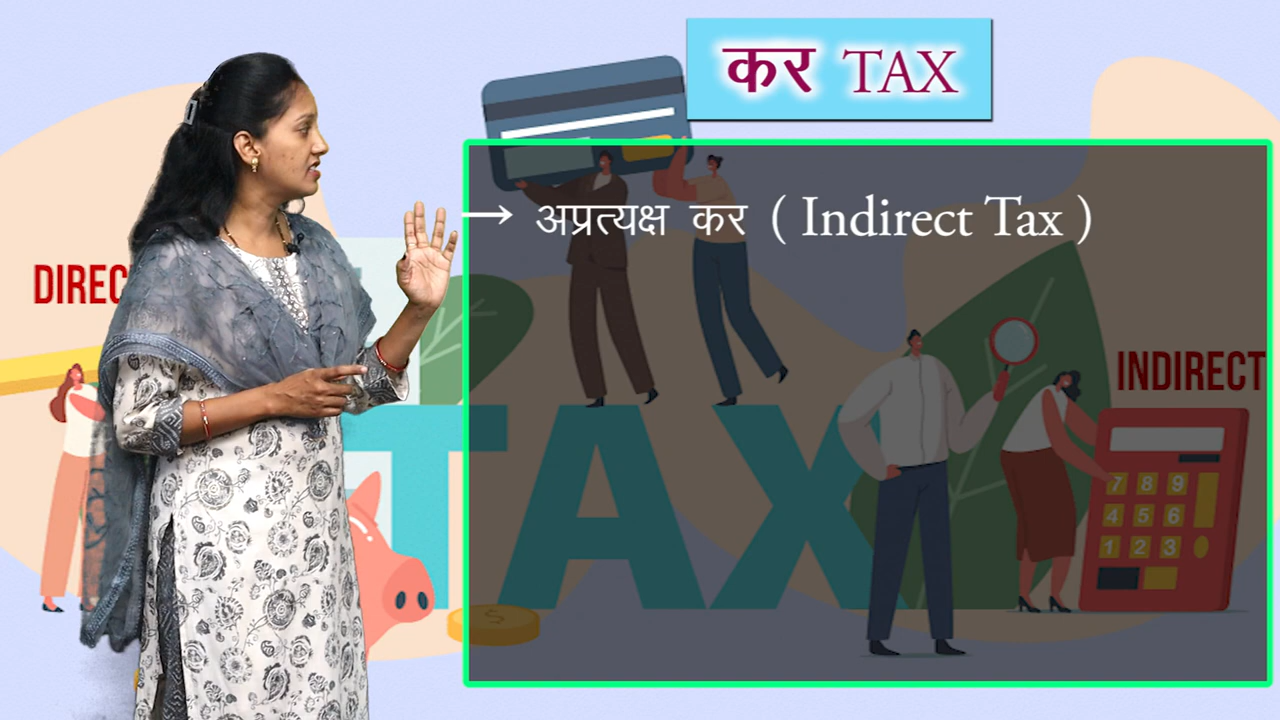 कर TAX
→ अप्रत्यक्ष कर ( Indirect Tax )
DIREC
INDIRECT
TAX
7 8 9
4 5 6
1 2 3
$